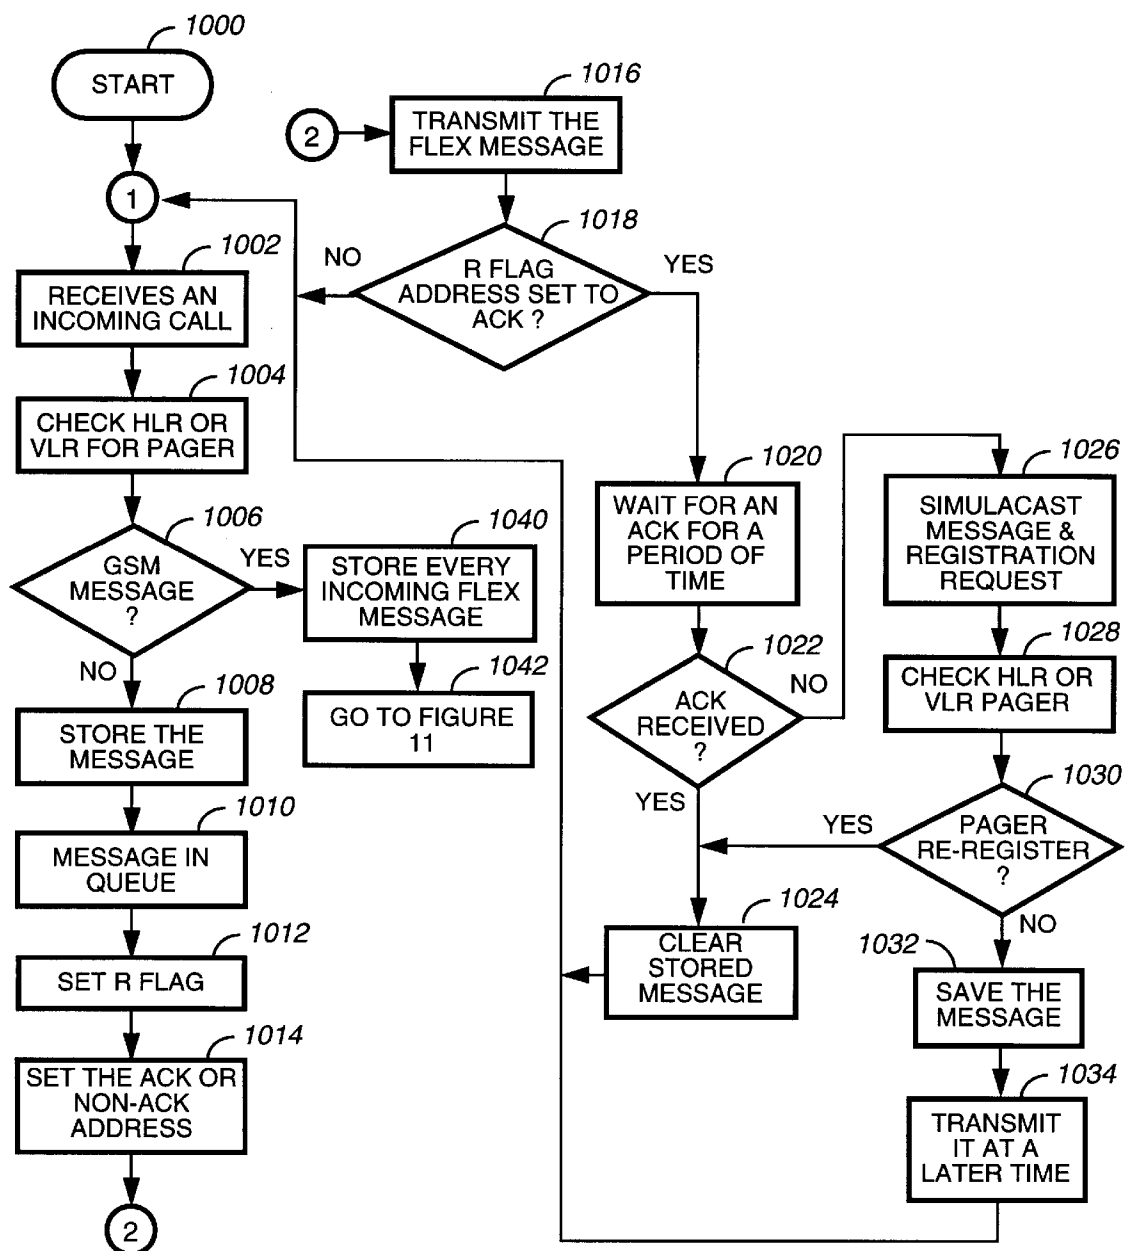 1000
START
1
1002
RECEIVES AN
INCOMING CALL
1004
CHECK HLR OR
VLR FOR PAGER
1006
GSM
MESSAGE
?
YES
NO
1040
STORE EVERY
INCOMING FLEX
MESSAGE
1042
GO TO FIGURE
11
1008
STORE THE
MESSAGE
1010
MESSAGE IN
QUEUE
1012
SET R FLAG
1014
SET THE ACK OR
NON-ACK
ADDRESS
2
2
1016
TRANSMIT THE
FLEX MESSAGE
1018
R FLAG
ADDRESS SET TO
ACK ?
NO
YES
1020
WAIT FOR AN
ACK FOR A
PERIOD OF
TIME
1022
ACK
RECEIVED
?
NO
YES
1024
CLEAR
STORED
MESSAGE
1026
SIMULACAST
MESSAGE &
REGISTRATION
REQUEST
1028
CHECK HLR OR
VLR PAGER
1030
PAGER
RE-REGISTER
?
YES
NO
1032
SAVE THE
MESSAGE
1034
TRANSMIT
IT AT A
LATER TIME